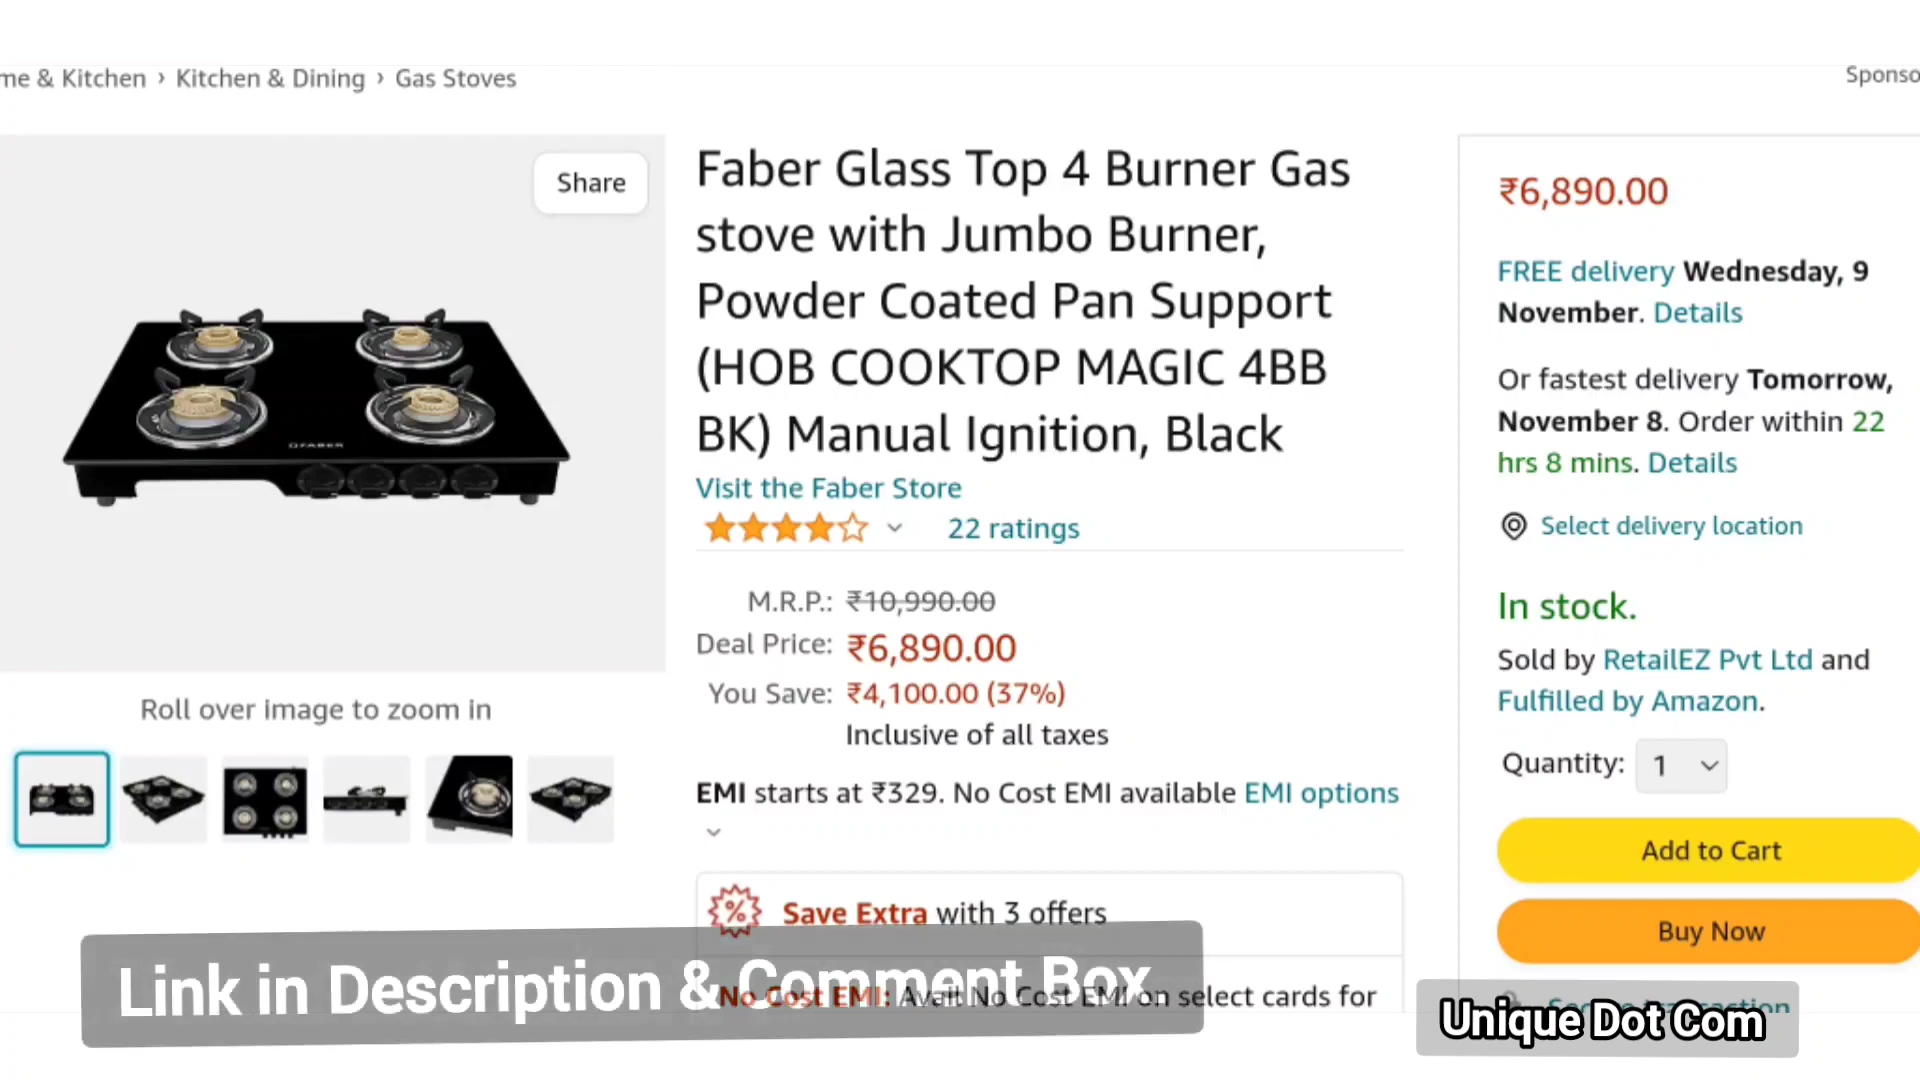 me & Kitchen › Kitchen & Dining › Gas Stoves
Sponso
Share
FABER
Roll over image to zoom in
Faber Glass Top 4 Burner Gas
stove with Jumbo Burner,
Powder Coated Pan Support
(HOB COOKTOP MAGIC 4BB
BK) Manual Ignition, Black
Visit the Faber Store
22 ratings
M.R.P.: ₹10,990.00
Deal Price: ₹6,890.00
You Save: ₹4,100.00 (37%)
Inclusive of all taxes
EMI starts at ₹329. No Cost EMI available EMI options
Save Extra with 3 offers
No Cost EMI: Avail No Cost EMI on select cards for
₹6,890.00
FREE delivery Wednesday, 9
November. Details
Or fastest delivery Tomorrow,
November 8. Order within 22
hrs 8 mins. Details
Select delivery location
In stock.
Sold by RetailEZ Pvt Ltd and
Fulfilled by Amazon.
Quantity: 1
Add to Cart
Buy Now
Secure transaction
Link in Description & Comment Box.
Unique Dot Com